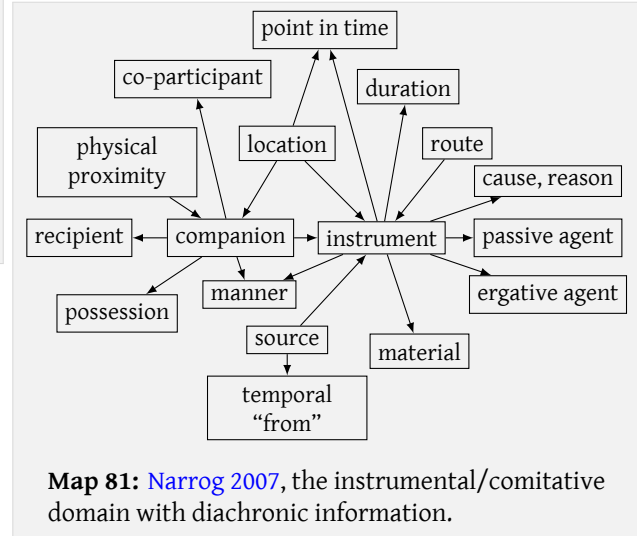 point in time
co-participant
duration
location
route
physical
proximity
cause, reason
recipient
companion
instrument
passive agent
manner
ergative agent
possession
source
material
temporal
“from”
Map 81: Narrog 2007, the instrumental/comitative
domain with diachronic information.